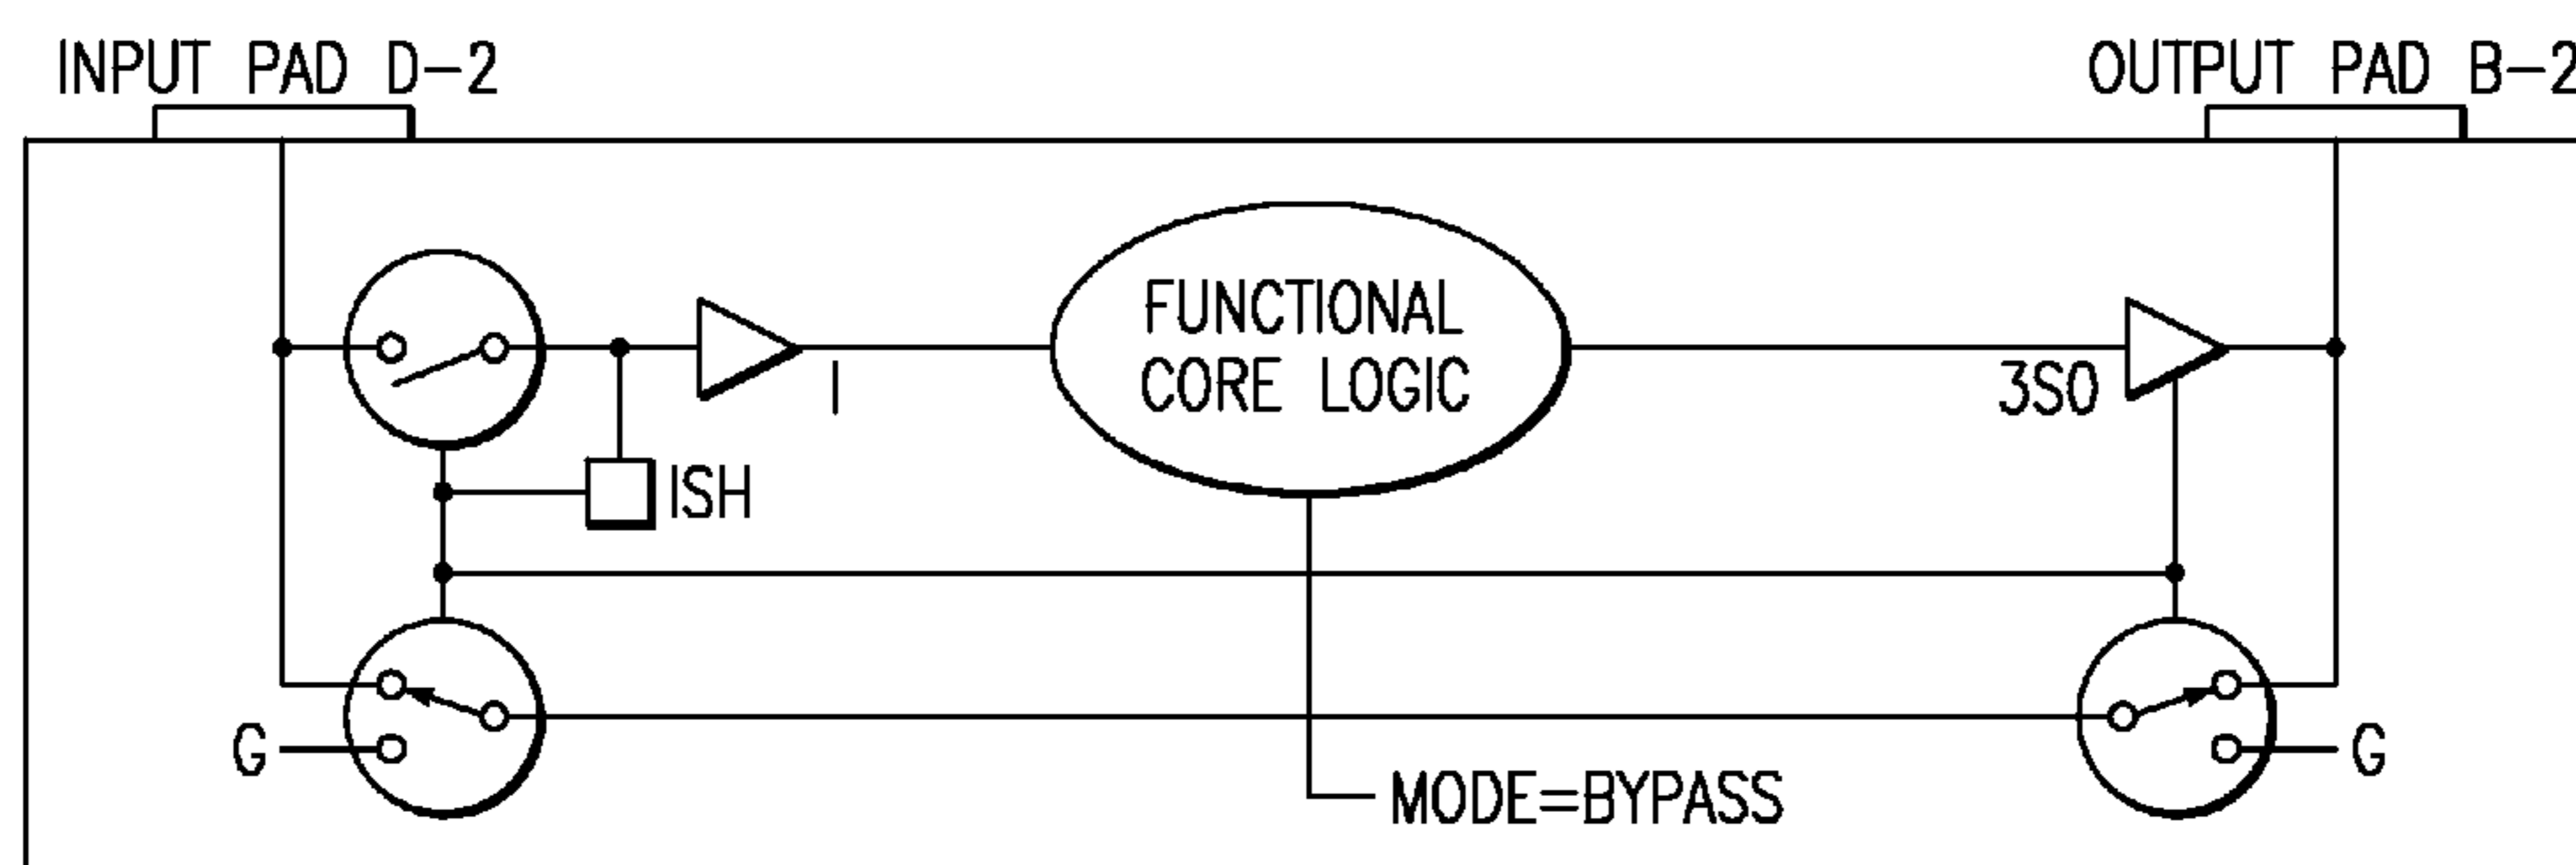 INPUT PAD D-2
OUTPUT PAD B-2
FUNCTIONAL
CORE LOGIC
I
3SO
ISH
G
G
MODE=BYPASS